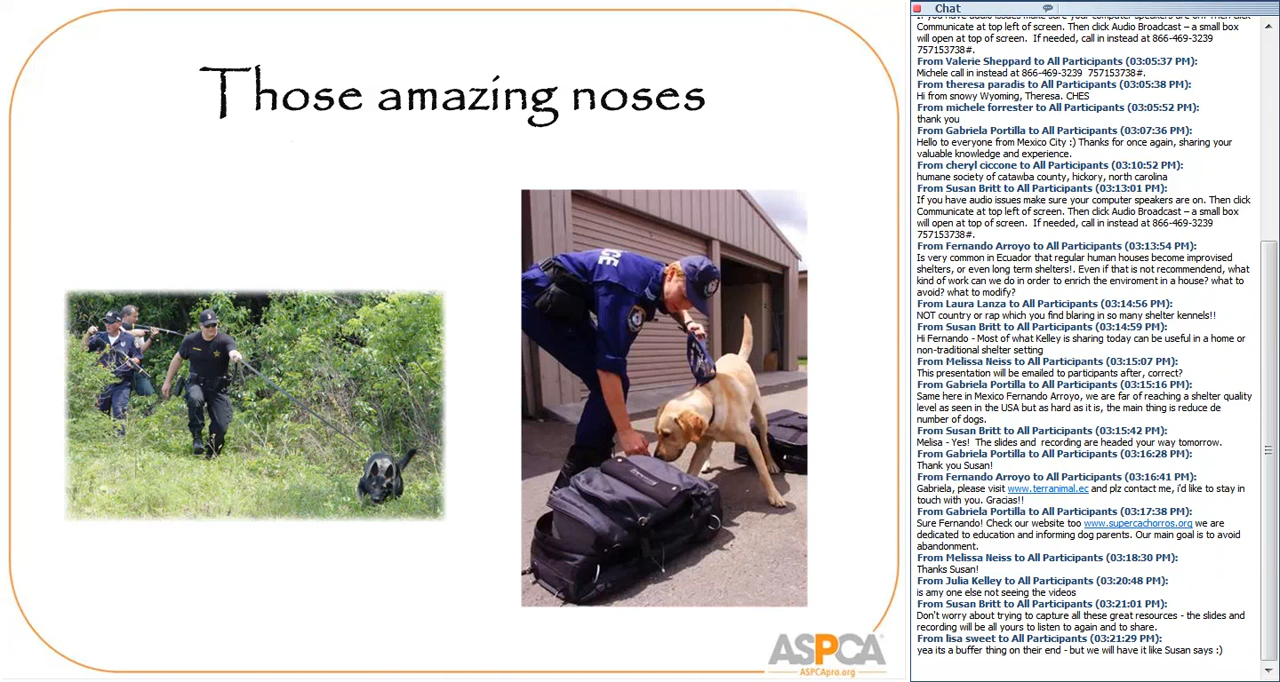 Those amazing noses
ASPCA
ASPCApro.org
Chat
If you have audio issues make sure your computer speakers are on. Then click
Communicate at top left of screen. Then click Audio Broadcast – a small box
will open at top of screen.  If needed, call in instead at 866-469-3239
757153738#.
From Valerie Sheppard to All Participants (03:05:37 PM):
Michele call in instead at 866-469-3239  757153738#.
From theresa paradis to All Participants (03:05:38 PM):
Hi from snowy Wyoming, Theresa. CHES
From michele forrester to All Participants (03:05:52 PM):
thank you
From Gabriela Portilla to All Participants (03:07:36 PM):
Hello to everyone from Mexico City :) Thanks for once again, sharing your
valuable knowledge and experience.
From cheryl ciccone to All Participants (03:10:52 PM):
humane society of catawba county, hickory, north carolina
From Susan Britt to All Participants (03:13:01 PM):
If you have audio issues make sure your computer speakers are on. Then click
Communicate at top left of screen. Then click Audio Broadcast – a small box
will open at top of screen.  If needed, call in instead at 866-469-3239
757153738#.
From Fernando Arroyo to All Participants (03:13:54 PM):
Is very common in Ecuador that regular human houses become improvised
shelters, or even long term shelters!. Even if that is not recommendend, what
kind of work can we do in order to enrich the enviroment in a house? what to
avoid? what to modify?
From Laura Lanza to All Participants (03:14:56 PM):
NOT country or rap which you find blaring in so many shelter kennels!!
From Susan Britt to All Participants (03:14:59 PM):
Hi Fernando - Most of what Kelley is sharing today can be useful in a home or
non-traditional shelter setting
From Melissa Neiss to All Participants (03:15:07 PM):
This presentation will be emailed to participants after, correct?
From Gabriela Portilla to All Participants (03:15:16 PM):
Same here in Mexico Fernando Arroyo, we are far of reaching a shelter quality
level as seen in the USA but as hard as it is, the main thing is reduce de
number of dogs.
From Susan Britt to All Participants (03:15:42 PM):
Melisa - Yes!  The slides and  recording are headed your way tomorrow.
From Gabriela Portilla to All Participants (03:16:28 PM):
Thank you Susan!
From Fernando Arroyo to All Participants (03:16:41 PM):
Gabriela, please visit www.terranimal.ec and plz contact me, i'd like to stay in
touch with you. Gracias!!
From Gabriela Portilla to All Participants (03:17:38 PM):
Sure Fernando! Check our website too www.supercachorros.org we are
dedicated to education and informing dog parents. Our main goal is to avoid
abandonment.
From Melissa Neiss to All Participants (03:18:30 PM):
Thanks Susan!
From Julia Kelley to All Participants (03:20:48 PM):
is amy one else not seeing the videos
From Susan Britt to All Participants (03:21:01 PM):
Don't worry about trying to capture all these great resources - the slides and
recording will be all yours to listen to again and to share.
From lisa sweet to All Participants (03:21:29 PM):
yea its a buffer thing on their end - but we will have it like Susan says :)